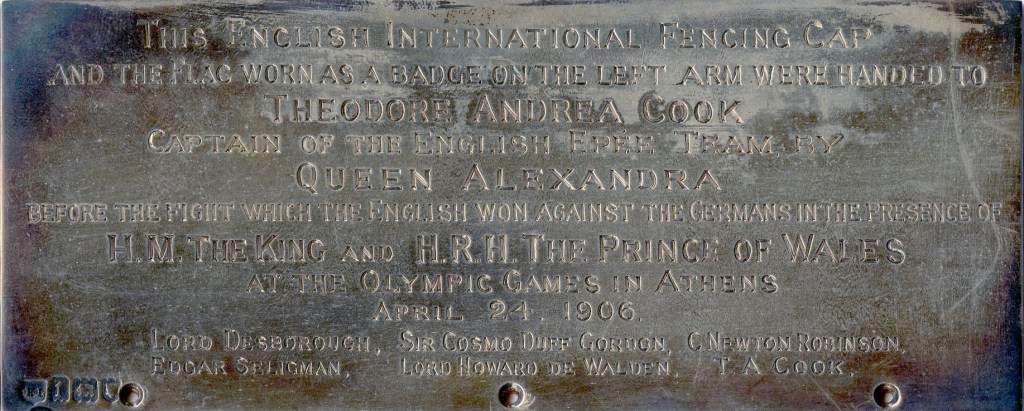 THIS ENGLISH INTERNATIONAL FENCING CAP
AND THE FLAG WORN AS A BADGE ON THE LEFT ARM WERE HANDED TO
THEODORE ANDREA COOK
CAPTAIN OF THE ENGLISH EPÉE TEAM, BY
QUEEN ALEXANDRA
BEFORE THE FIGHT WHICH THE ENGLISH WON AGAINST THE GERMANS IN THE PRESENCE OF
H.M. THE KING AND H.R.H. THE PRINCE OF WALES
AT THE OLYMPIC GAMES IN ATHENS
APRIL 24. 1906.
LORD DESBOROUGH, SIR COSMO DUFF GORDON, C. NEWTON ROBINSON,
EDGAR SELIGMAN, LORD HOWARD DE WALDEN, T. A COOK,